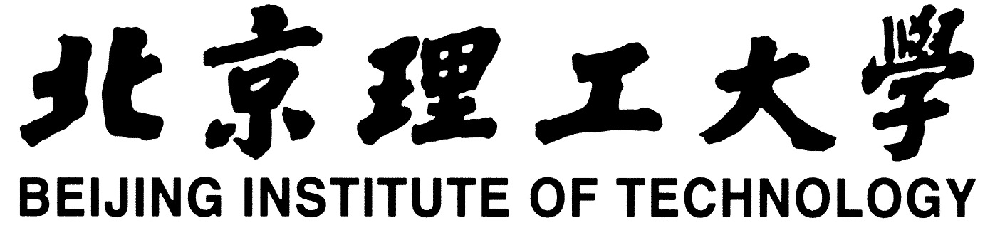 北京理工大學
BEIJING INSTITUTE OF TECHNOLOGY